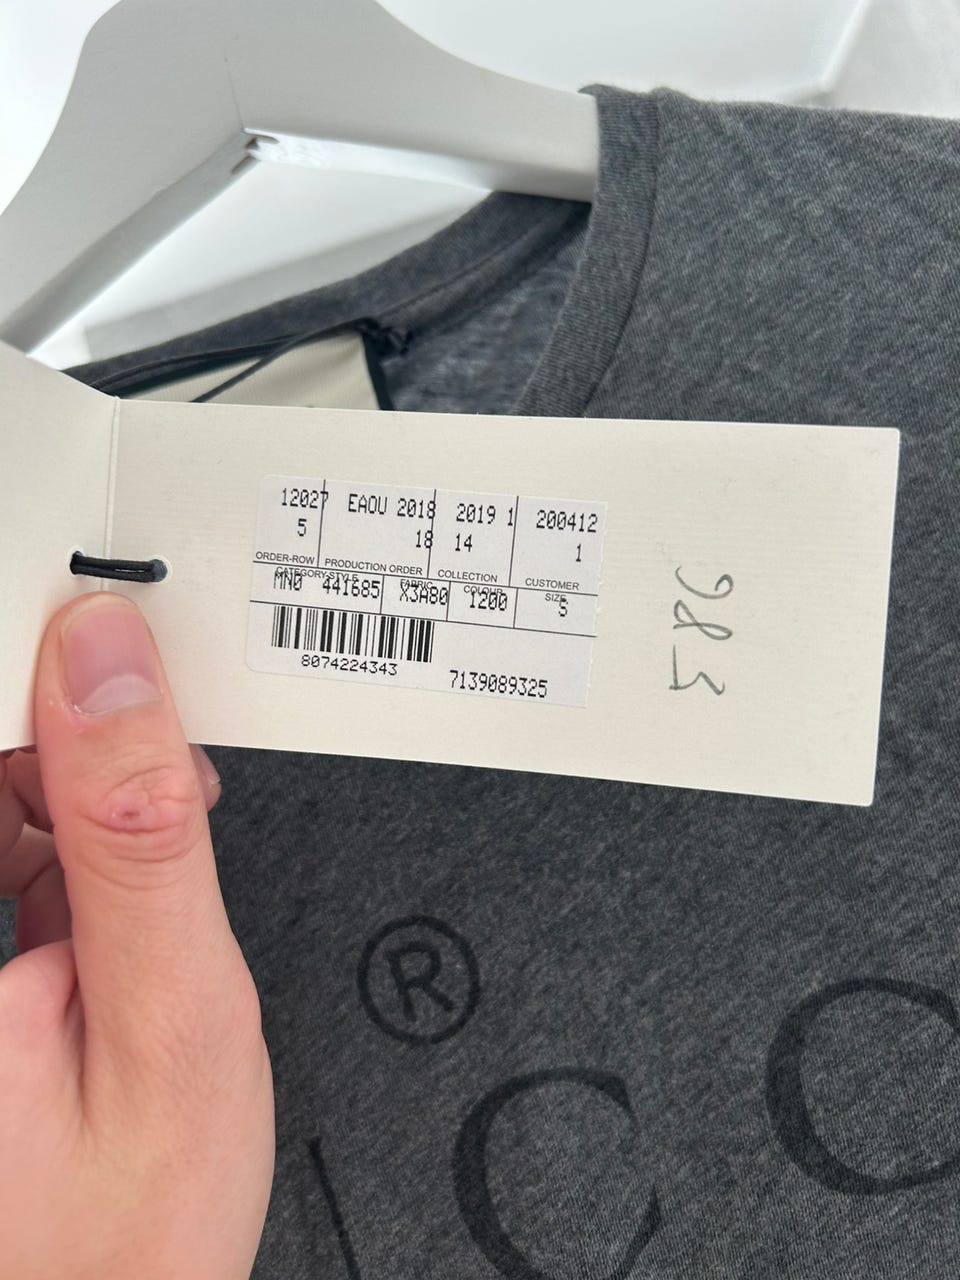 12027 EAOU 2018 2019 1 200412
5 18 14 1
ORDER-ROW PRODUCTION ORDER COLLECTION CUSTOMER
CATEGORY-STYLE FABRIC COLOUR SIZE
MN0 441685 X3A80 1200 S
8074224343 7139089325
983
®
CC